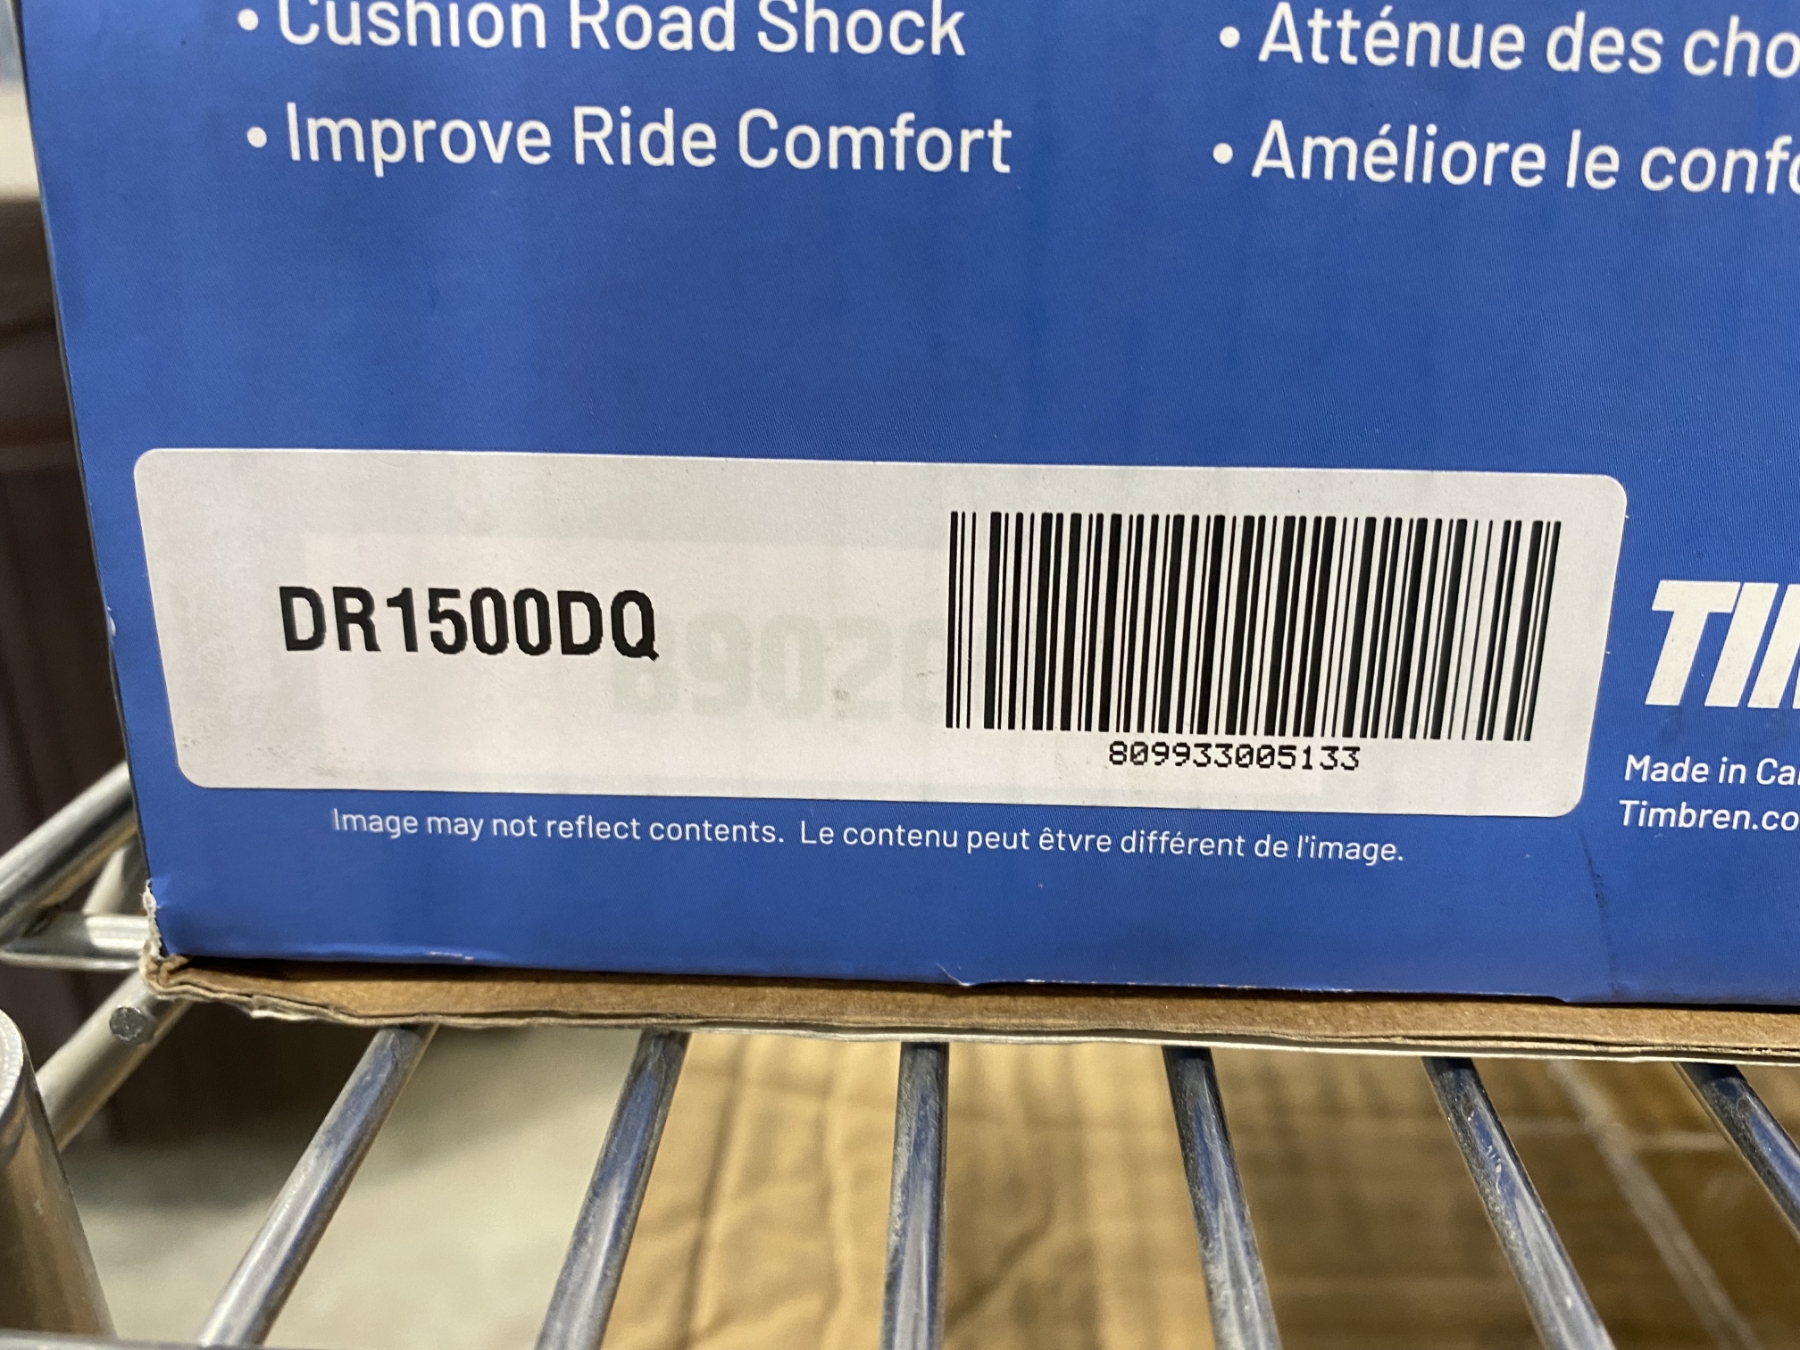 • Cushion Road Shock
• Improve Ride Comfort
• Atténue des cho
• Améliore le confo
DR1500DQ
809933005133
Image may not reflect contents. Le contenu peut êtvre différent de l'image.
TIM
Made in Ca
Timbren.co